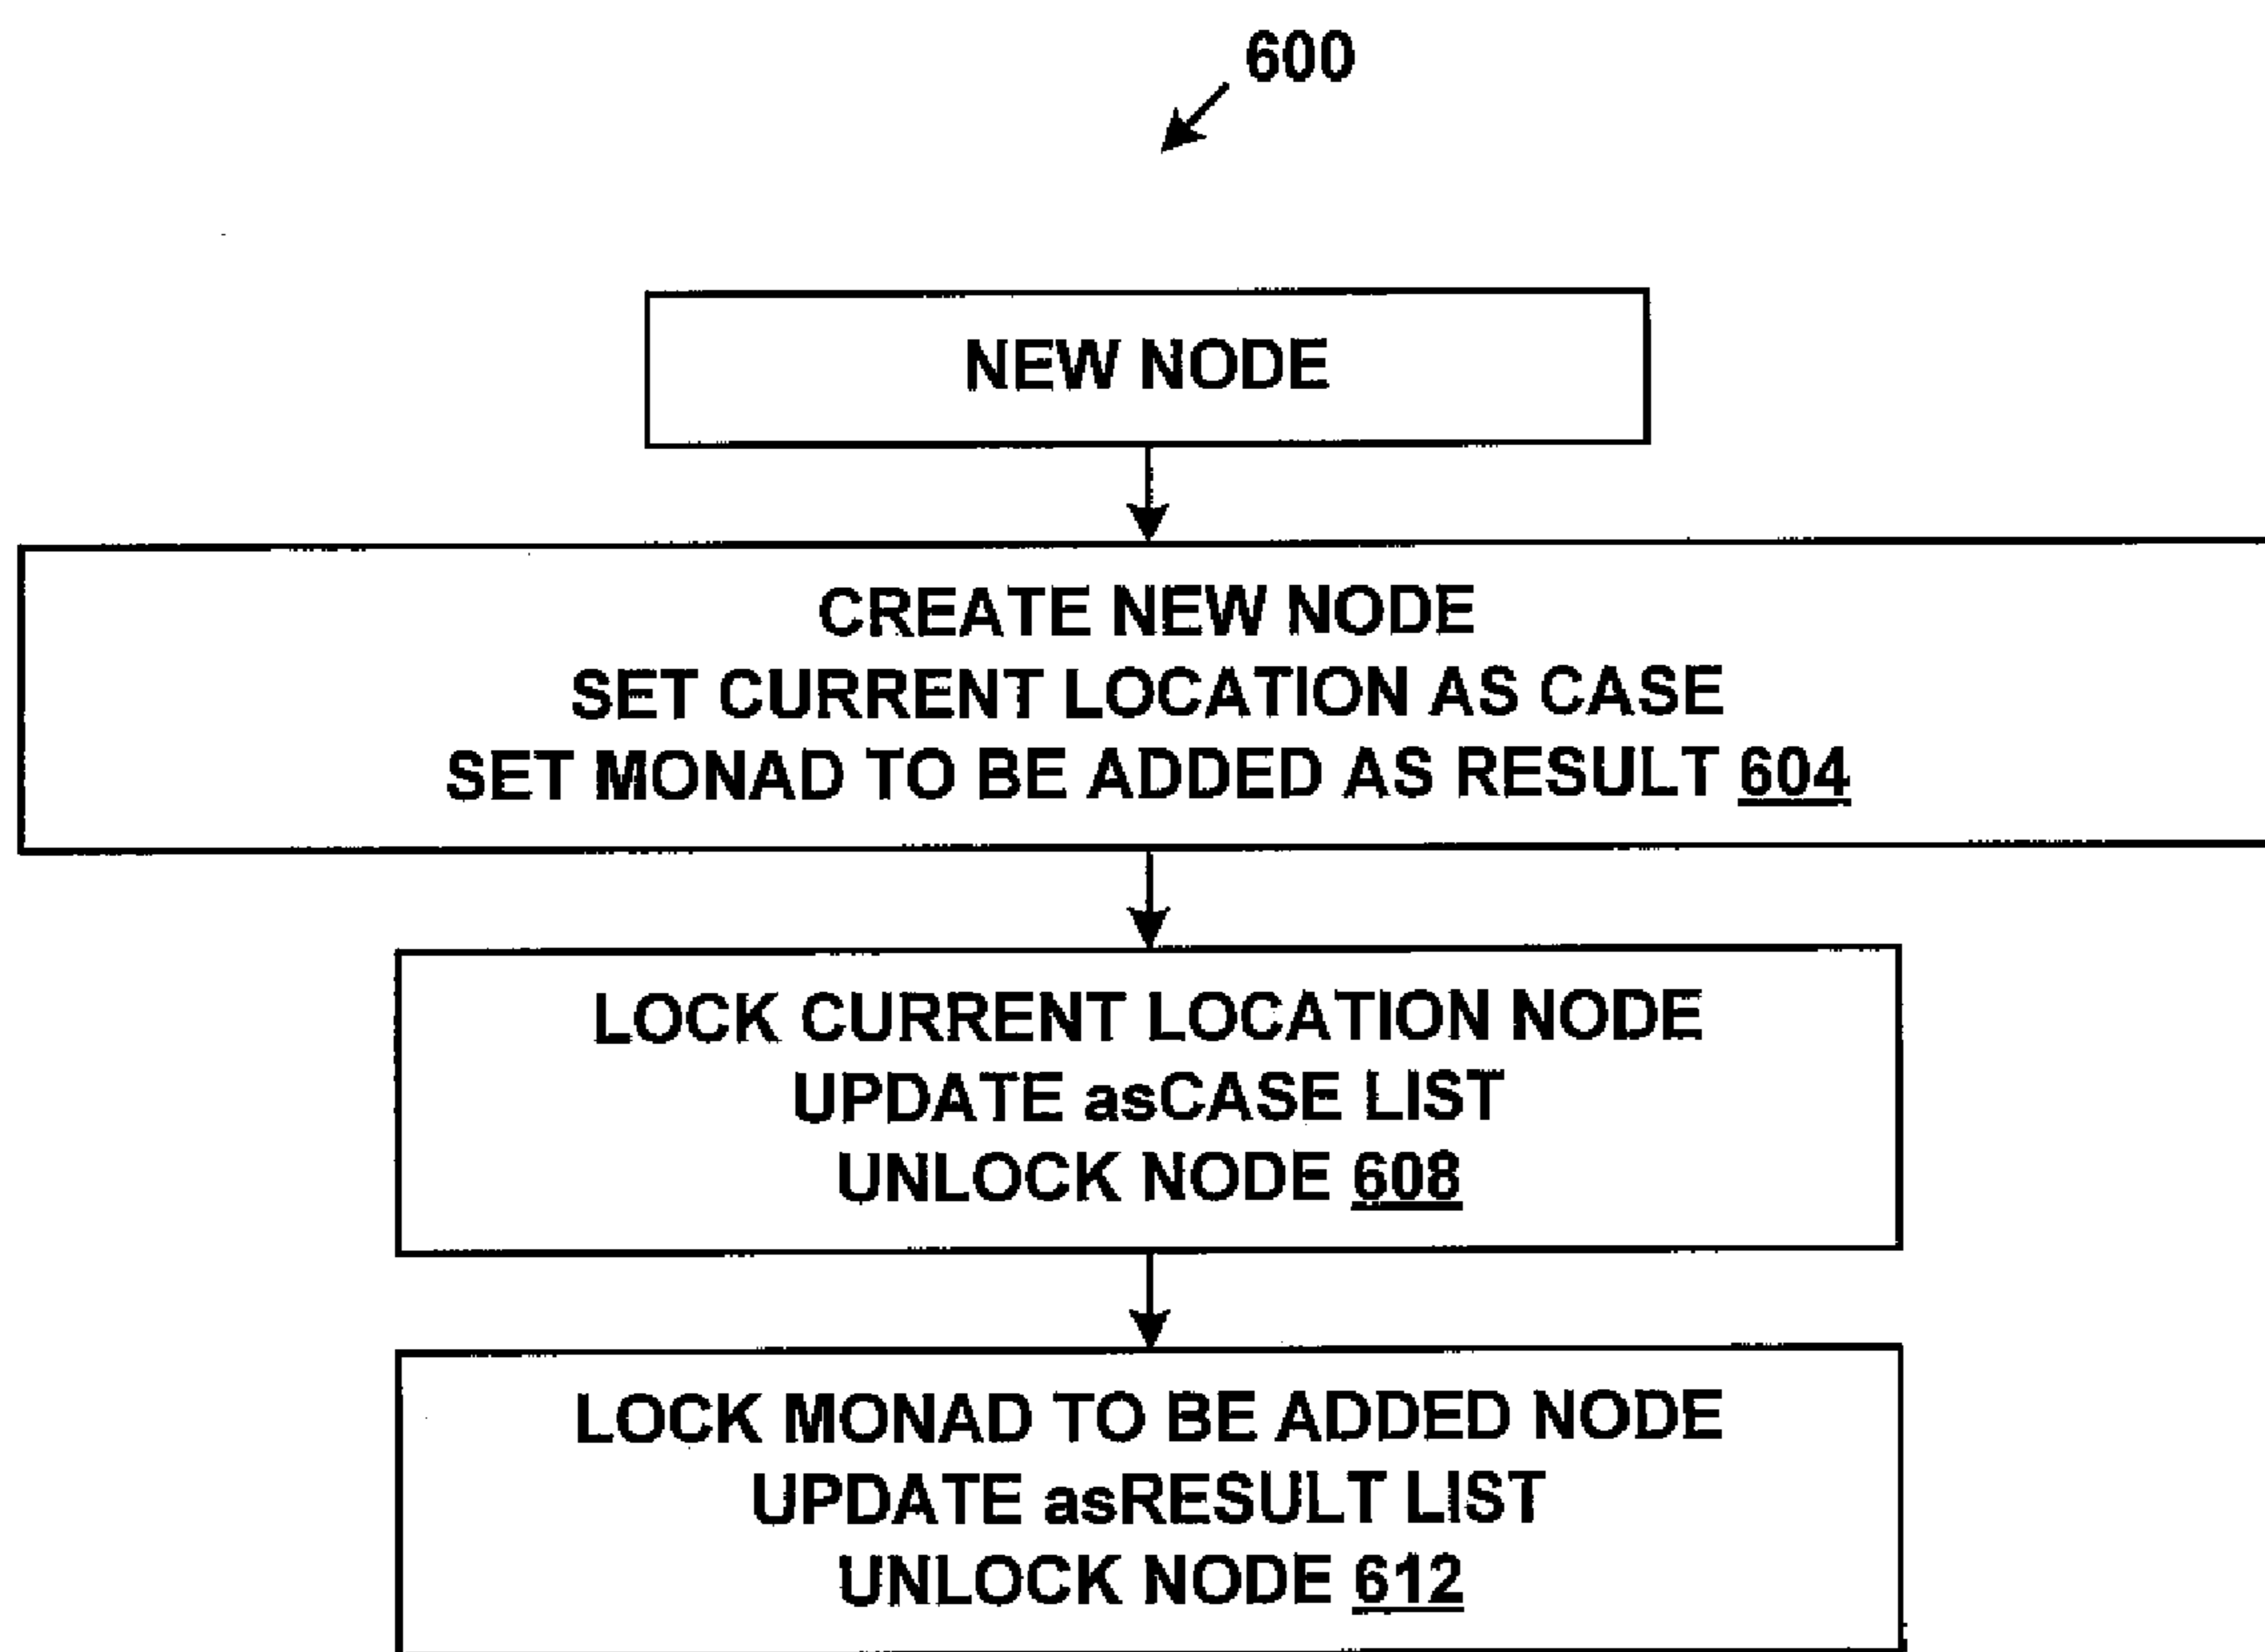 600
NEW NODE
CREATE NEW NODE
SET CURRENT LOCATION AS CASE
SET MONAD TO BE ADDED AS RESULT 604
LOCK CURRENT LOCATION NODE
UPDATE asCASE LIST
UNLOCK NODE 608
LOCK MONAD TO BE ADDED NODE
UPDATE asRESULT LIST
UNLOCK NODE 612